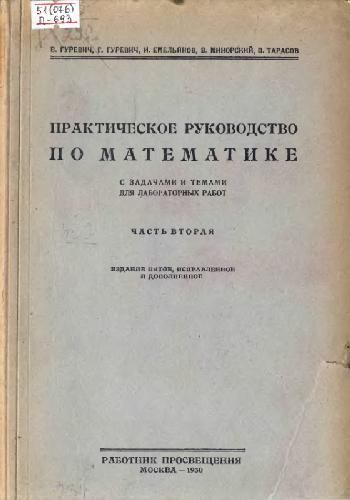 51(076)
П-693
В. ГУРЕВИЧ, Г. ГУРЕВИЧ, И. ЕМЕЛЬЯНОВ, В. МИНОРСКИЙ, П. ТАРАСОВ
ПРАКТИЧЕСКОЕ РУКОВОДСТВО
ПО МАТЕМАТИКЕ
С ЗАДАЧАМИ И ТЕМАМИ
ДЛЯ ЛАБОРАТОРНЫХ РАБОТ
ЧАСТЬ ВТОРАЯ
ИЗДАНИЕ ПЯТОЕ, ИСПРАВЛЕННОЕ
И ДОПОЛНЕННОЕ
РАБОТНИК ПРОСВЕЩЕНИЯ
МОСКВА — 1930